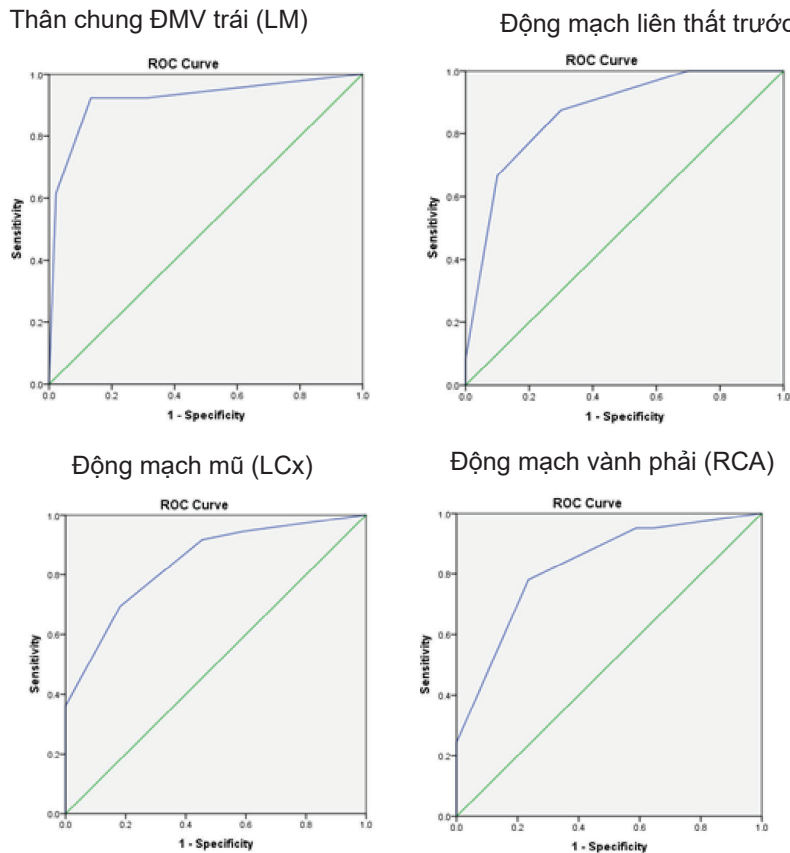 Thân chung ĐMV trái (LM)
Động mạch liên thất trướ
ROC Curve
1.0
0.8
0.6
0.4
0.2
0.0
Sensitivity
0.0 0.2 0.4 0.6 0.8 1.0
1 - Specificity
ROC Curve
1.0
0.8
0.6
0.4
0.2
0.0
Sensitivity
0.0 0.2 0.4 0.6 0.8 1.0
1 - Specificity
Động mạch mũ (LCx)
Động mạch vành phải (RCA)
ROC Curve
1.0
0.8
0.6
0.4
0.2
0.0
Sensitivity
0.0 0.2 0.4 0.6 0.8 1.0
1 - Specificity
ROC Curve
1.0
0.8
0.6
0.4
0.2
0.0
Sensitivity
0.0 0.2 0.4 0.6 0.8 1.0
1 - Specificity